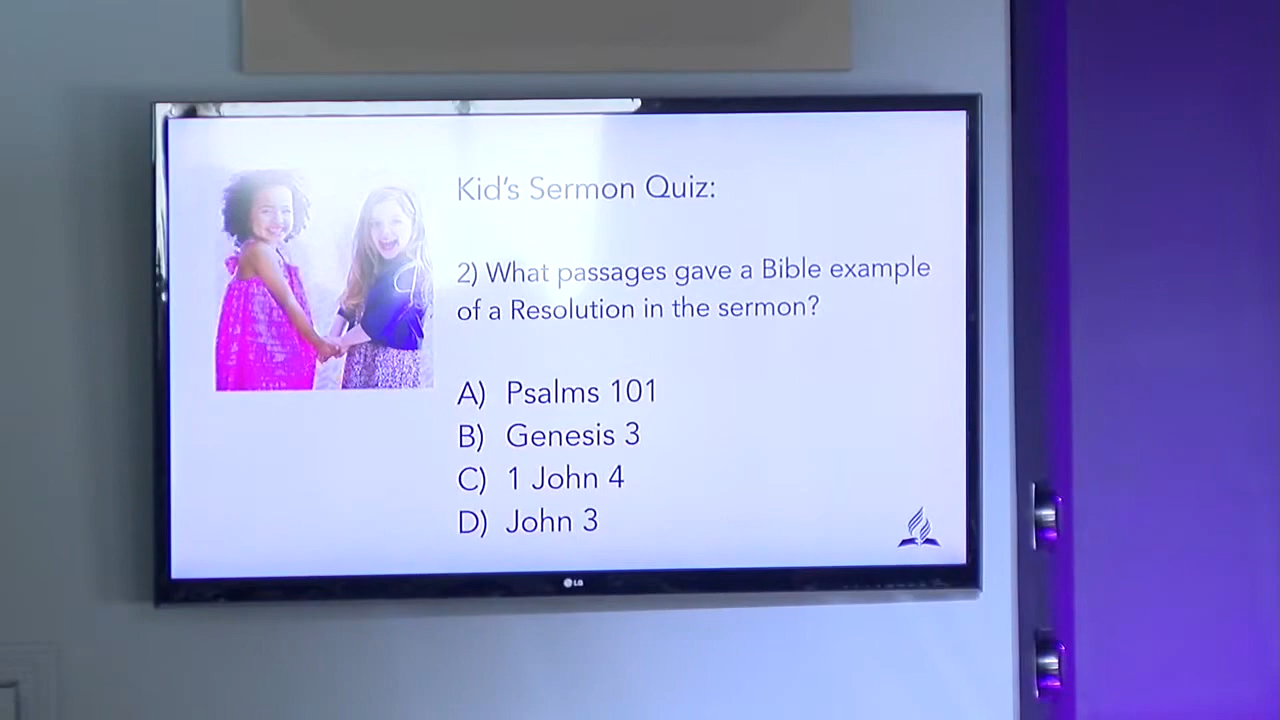 Kid's Sermon Quiz:
2) What passages gave a Bible example
of a Resolution in the sermon?
A) Psalms 101
B) Genesis 3
C) 1 John 4
D) John 3
LG